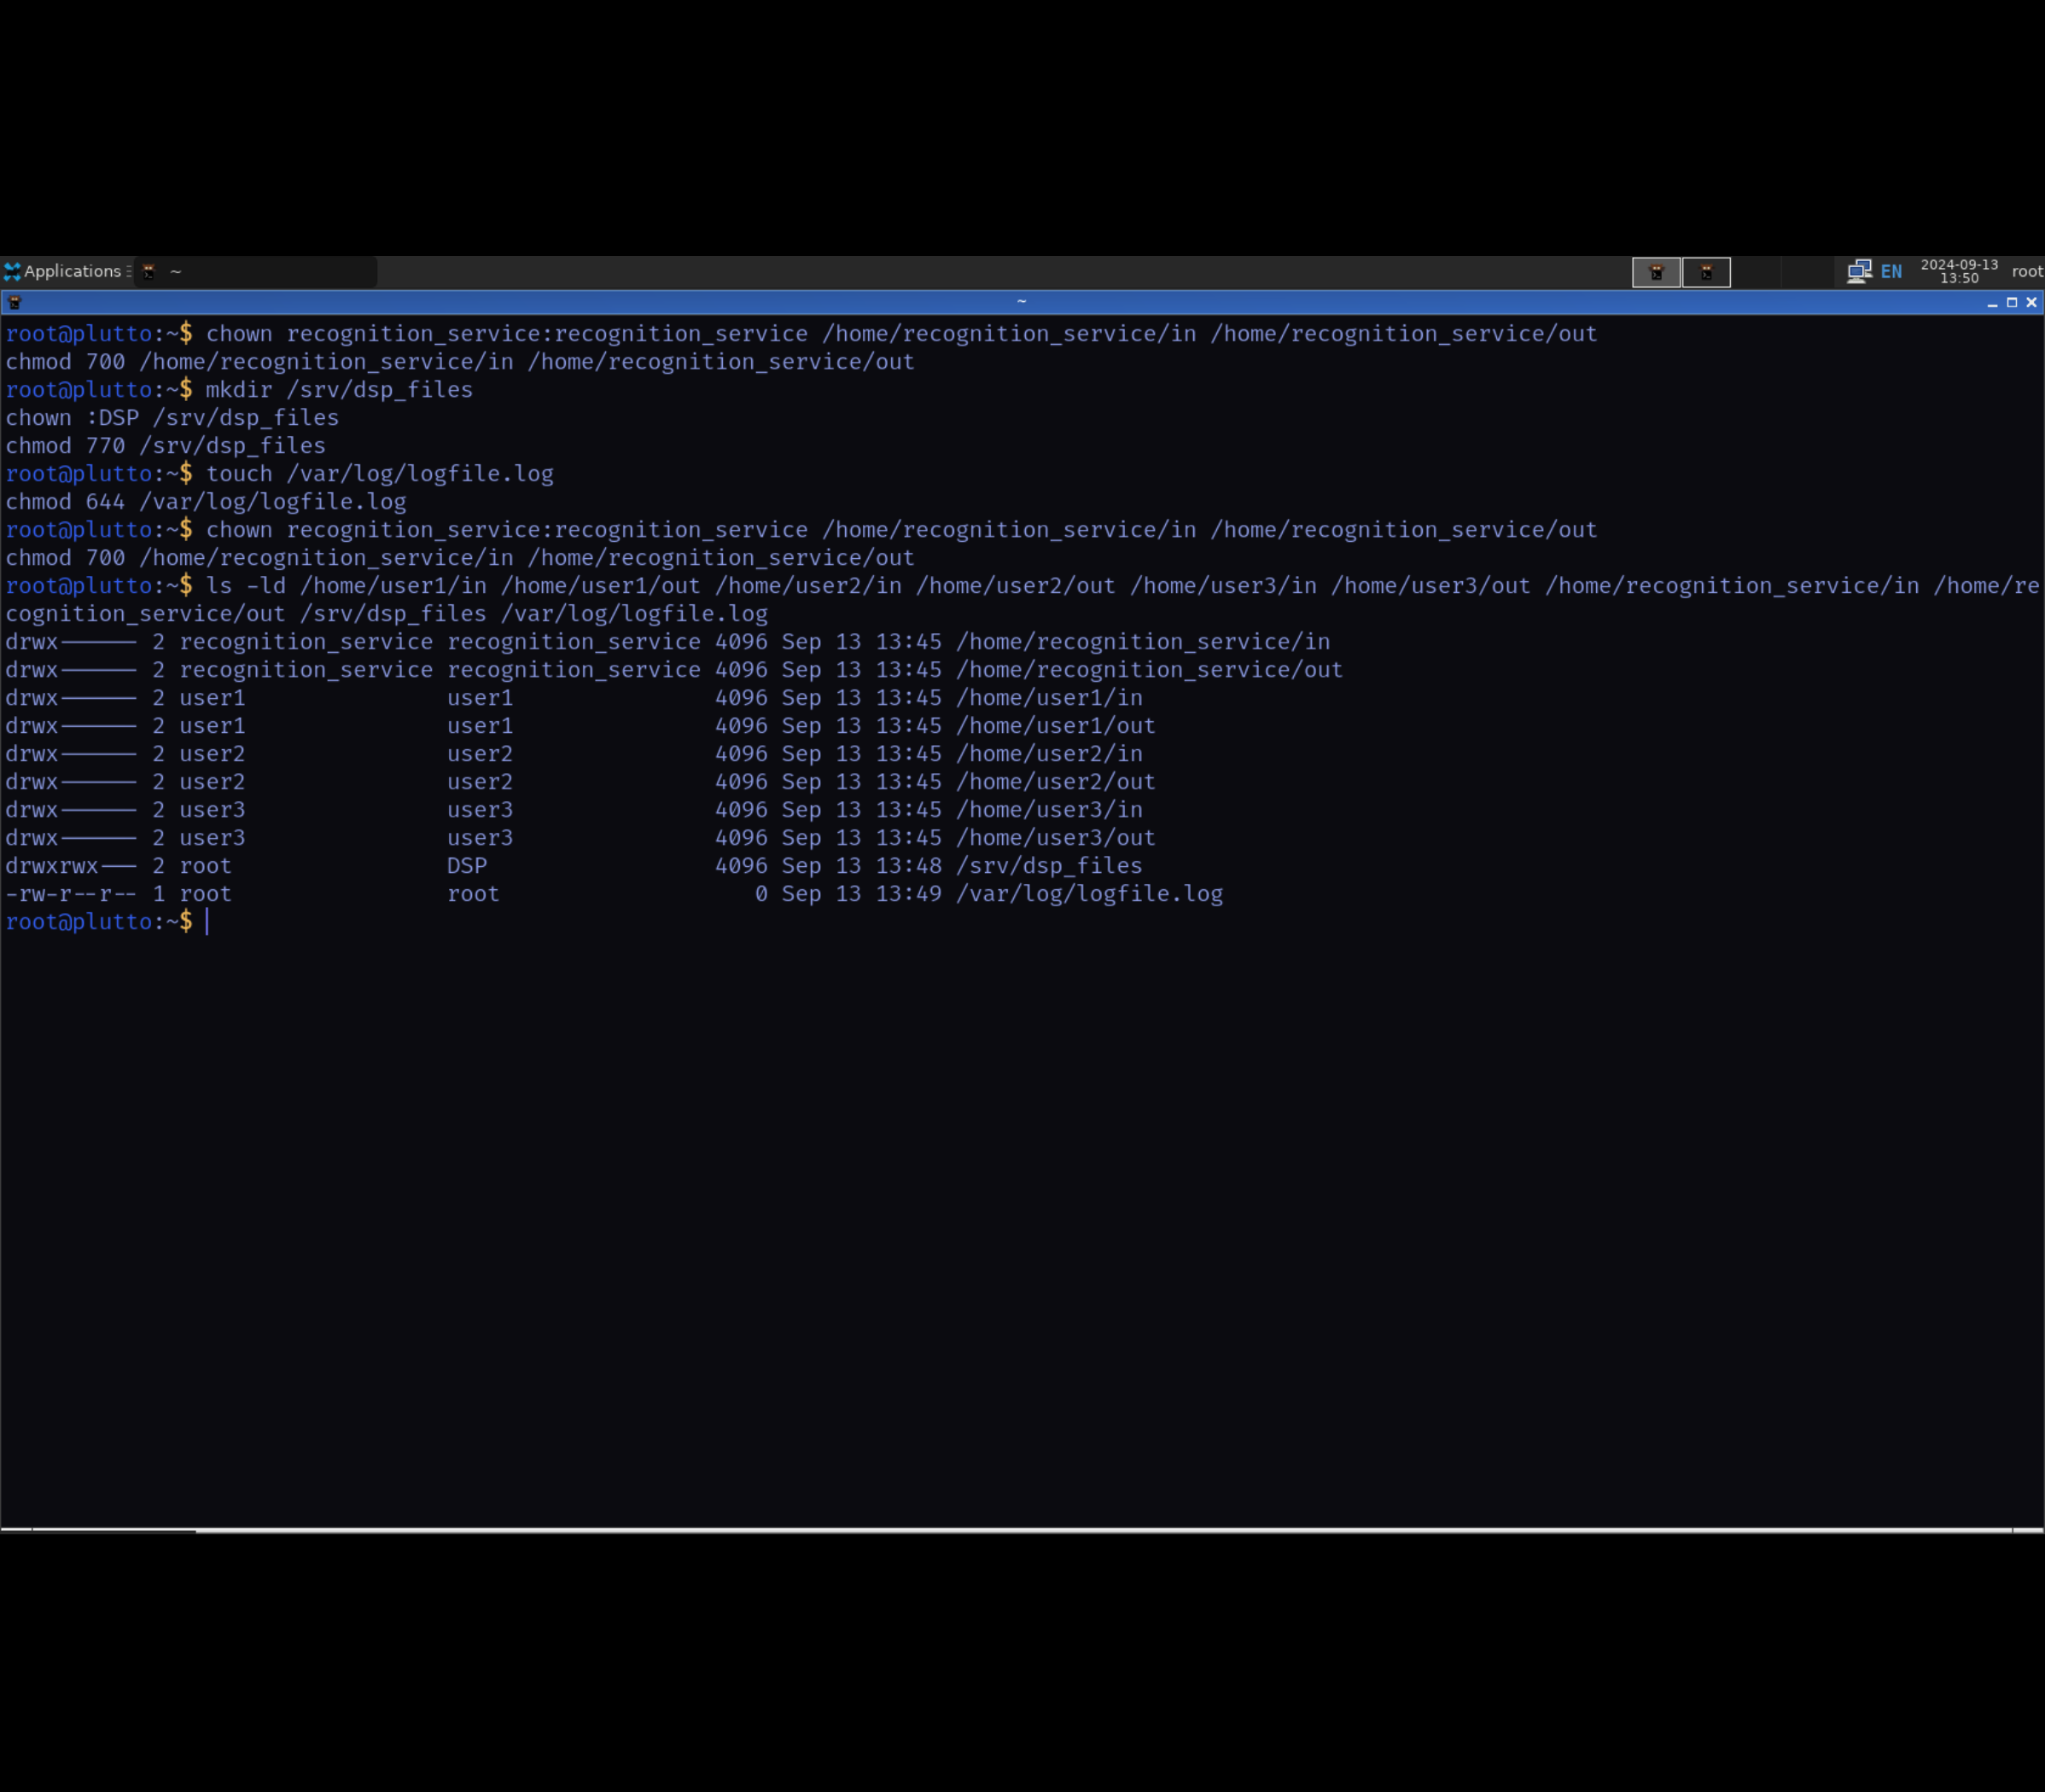 Applications
~
EN
2024-09-13
13:50
root
~
root@plutto:~$ chown recognition_service:recognition_service /home/recognition_service/in /home/recognition_service/out
chmod 700 /home/recognition_service/in /home/recognition_service/out
root@plutto:~$ mkdir /srv/dsp_files
chown :DSP /srv/dsp_files
chmod 770 /srv/dsp_files
root@plutto:~$ touch /var/log/logfile.log
chmod 644 /var/log/logfile.log
root@plutto:~$ chown recognition_service:recognition_service /home/recognition_service/in /home/recognition_service/out
chmod 700 /home/recognition_service/in /home/recognition_service/out
root@plutto:~$ ls -ld /home/user1/in /home/user1/out /home/user2/in /home/user2/out /home/user3/in /home/user3/out /home/recognition_service/in /home/re
cognition_service/out /srv/dsp_files /var/log/logfile.log
drwx------ 2 recognition_service recognition_service 4096 Sep 13 13:45 /home/recognition_service/in
drwx------ 2 recognition_service recognition_service 4096 Sep 13 13:45 /home/recognition_service/out
drwx------ 2 user1               user1               4096 Sep 13 13:45 /home/user1/in
drwx------ 2 user1               user1               4096 Sep 13 13:45 /home/user1/out
drwx------ 2 user2               user2               4096 Sep 13 13:45 /home/user2/in
drwx------ 2 user2               user2               4096 Sep 13 13:45 /home/user2/out
drwx------ 2 user3               user3               4096 Sep 13 13:45 /home/user3/in
drwx------ 2 user3               user3               4096 Sep 13 13:45 /home/user3/out
drwxrwx--- 2 root                DSP                 4096 Sep 13 13:48 /srv/dsp_files
-rw-r--r-- 1 root                root                   0 Sep 13 13:49 /var/log/logfile.log
root@plutto:~$